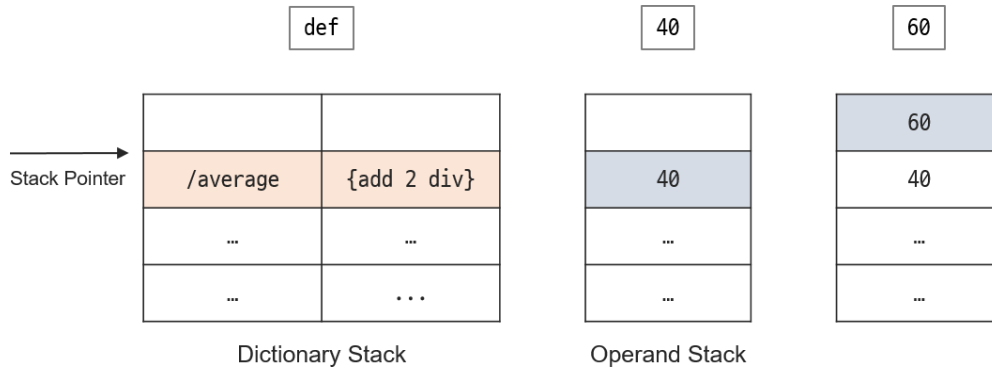 def 40 60
60
Stack Pointer /average {add 2 div} 40 40
… … … …
… ... … …
Dictionary Stack Operand Stack